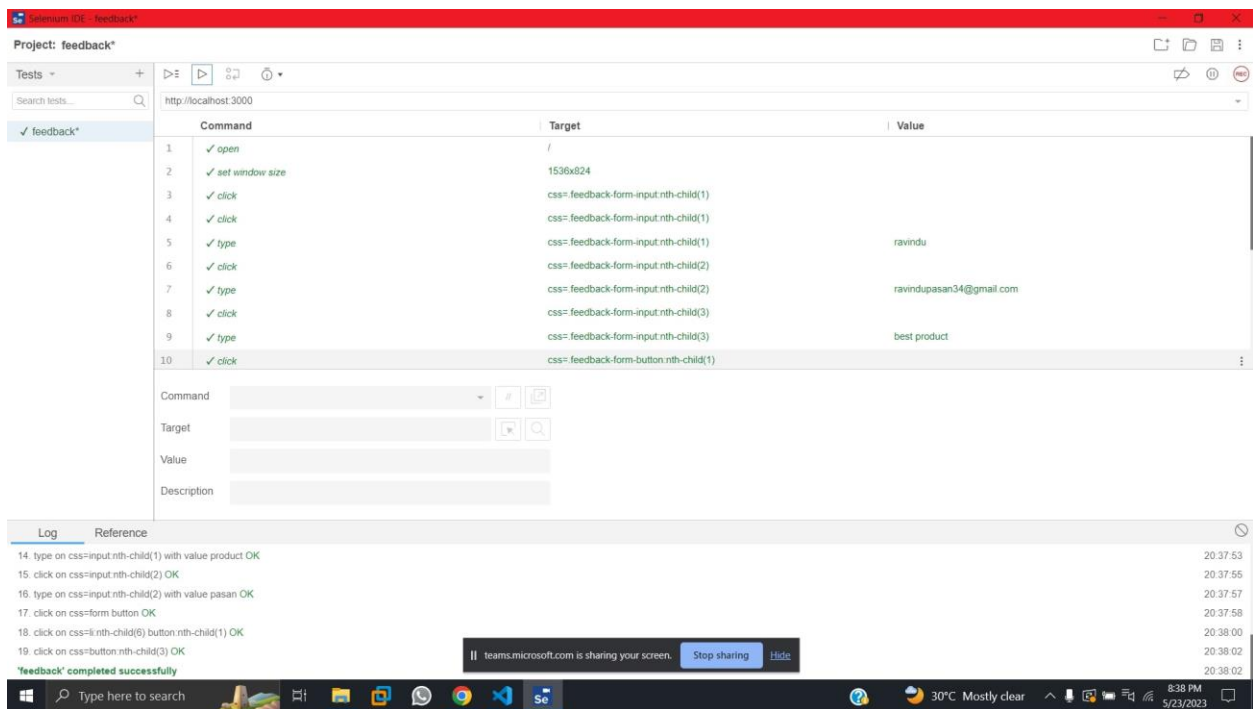 Selenium IDE - feedback*
Project: feedback*
Tests
Search tests...
http://localhost:3000
Command Target Value
✓ feedback*
1 ✓ open /
2 ✓ set window size 1536x824
3 ✓ click css=.feedback-form-input:nth-child(1)
4 ✓ click css=.feedback-form-input:nth-child(1)
5 ✓ type css=.feedback-form-input:nth-child(1) ravindu
6 ✓ click css=.feedback-form-input:nth-child(2)
7 ✓ type css=.feedback-form-input:nth-child(2) ravindupasan34@gmail.com
8 ✓ click css=.feedback-form-input:nth-child(3)
9 ✓ type css=.feedback-form-input:nth-child(3) best product
10 ✓ click css=.feedback-form-button:nth-child(1)
Command //
Target
Value
Description
Log Reference
14. type on css=input:nth-child(1) with value product OK 20:37:53
15. click on css=input:nth-child(2) OK 20:37:55
16. type on css=input:nth-child(2) with value pasan OK 20:37:57
17. click on css=form button OK 20:37:58
18. click on css=li:nth-child(6) button:nth-child(1) OK 20:38:00
19. click on css=button:nth-child(3) OK 20:38:02
'feedback' completed successfully 20:38:02
teams.microsoft.com is sharing your screen. Stop sharing Hide
Type here to search Se 30°C Mostly clear 8:38 PM
5/23/2023